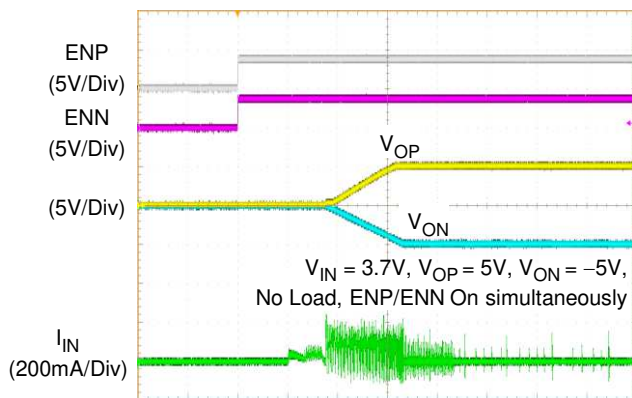 ENP
(5V/Div)
ENN
(5V/Div)
V_OP
(5V/Div)
V_ON
V_IN = 3.7V, V_OP = 5V, V_ON = −5V,
No Load, ENP/ENN On simultaneously
I_IN
(200mA/Div)